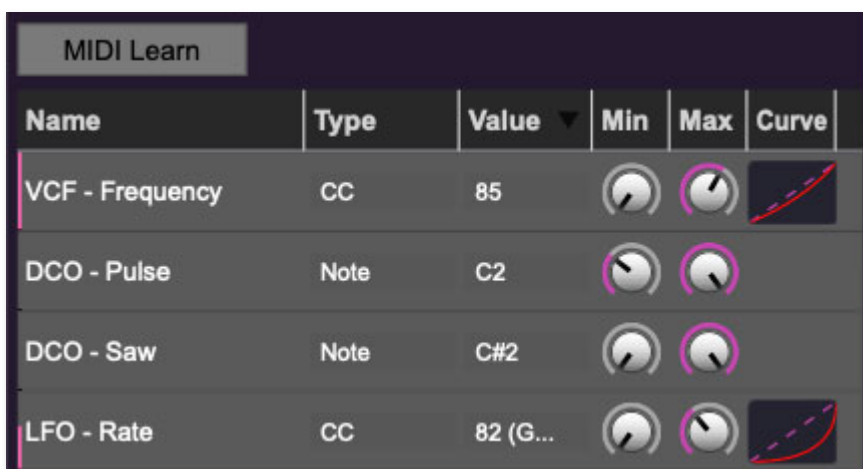 MIDI Learn
Name Type Value Min Max Curve
VCF - Frequency CC 85
DCO - Pulse Note C2
DCO - Saw Note C#2
LFO - Rate CC 82 (G...